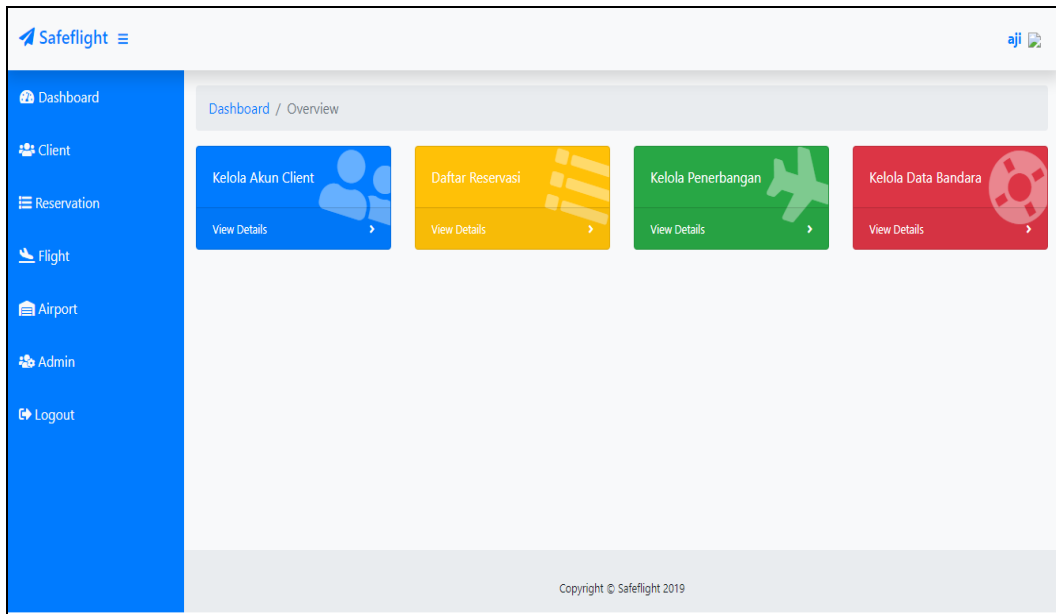 Safeflight
aji
Dashboard
Client
Reservation
Flight
Airport
Admin
Logout
Dashboard / Overview
Kelola Akun Client
View Details
Daftar Reservasi
View Details
Kelola Penerbangan
View Details
Kelola Data Bandara
View Details
Copyright © Safeflight 2019